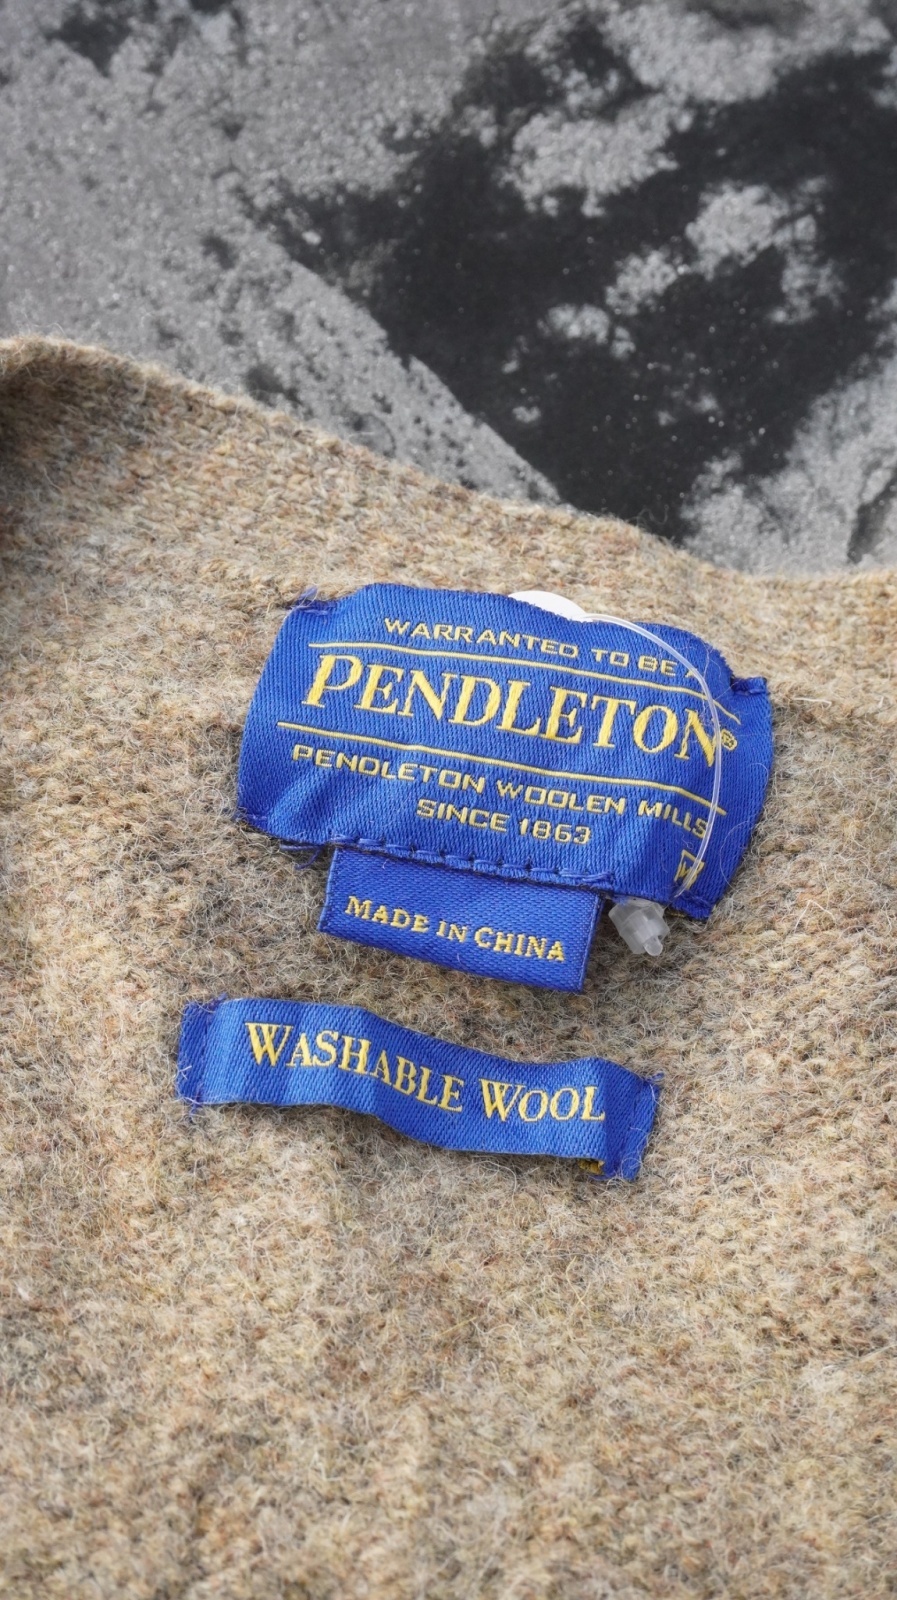 WARRANTED TO BE A
PENDLETON®
PENDLETON WOOLEN MILLS
SINCE 1863
M
MADE IN CHINA
WASHABLE WOOL